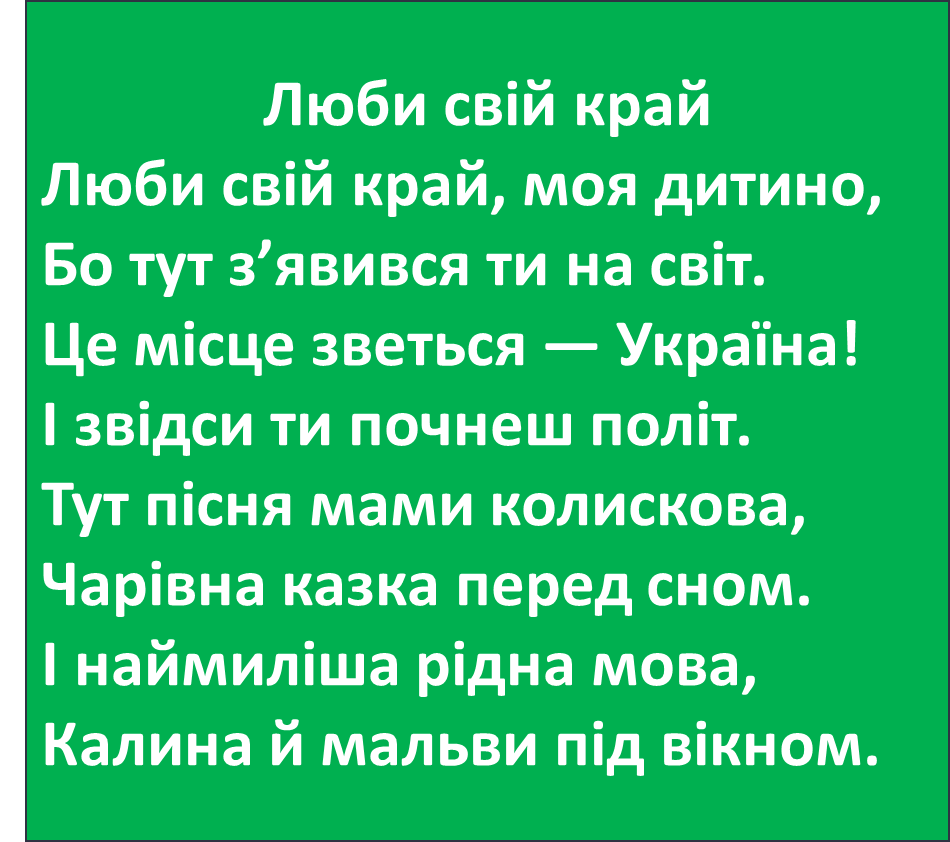 Люби свій край
Люби свій край, моя дитино,
Бо тут з’явився ти на світ.
Це місце зветься — Україна!
І звідси ти почнеш політ.
Тут пісня мами колискова,
Чарівна казка перед сном.
І наймиліша рідна мова,
Калина й мальви під вікном.